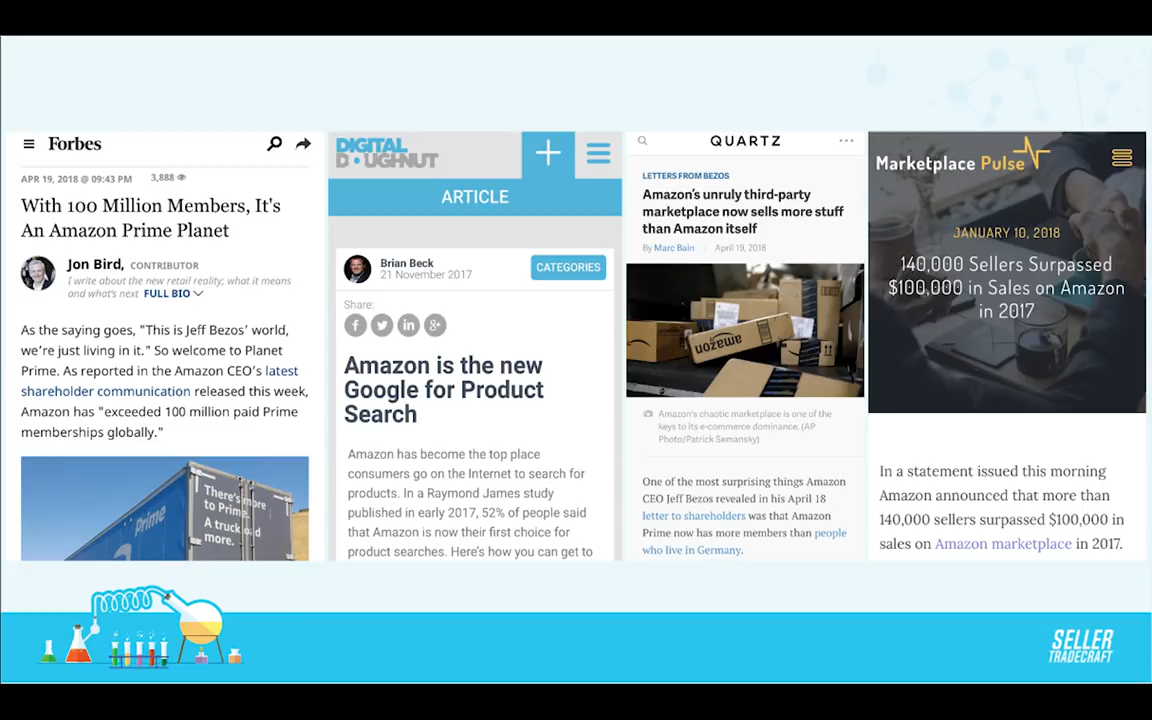 Forbes
APR 19, 2018 @ 09:43 PM 3,888
With 100 Million Members, It's
An Amazon Prime Planet
Jon Bird, CONTRIBUTOR
I write about the new retail reality; what it means
and what's next FULL BIO
As the saying goes, "This is Jeff Bezos' world,
we're just living in it." So welcome to Planet
Prime. As reported in the Amazon CEO's latest
shareholder communication released this week,
Amazon has "exceeded 100 million paid Prime
memberships globally."
There's more
to Prime.
A truckload
more.
Prime
DIGITAL
DOUGHNUT
ARTICLE
Brian Beck
21 November 2017
CATEGORIES
Share:
Amazon is the new
Google for Product
Search
Amazon has become the top place
consumers go on the Internet to search for
products. In a Raymond James study
published in early 2017, 52% of people said
that Amazon is now their first choice for
product searches. Here's how you can get to
QUARTZ
LETTERS FROM BEZOS
Amazon's unruly third-party
marketplace now sells more stuff
than Amazon itself
By Marc Bain | April 19, 2018
amazon
Amazon's chaotic marketplace is one of the
keys to its e-commerce dominance. (AP
Photo/Patrick Semansky)
One of the most surprising things Amazon
CEO Jeff Bezos revealed in his April 18
letter to shareholders was that Amazon
Prime now has more members than people
who live in Germany.
Marketplace Pulse
JANUARY 10, 2018
140,000 Sellers Surpassed
$100,000 in Sales on Amazon
in 2017
In a statement issued this morning
Amazon announced that more than
140,000 sellers surpassed $100,000 in
sales on Amazon marketplace in 2017.
SELLER
TRADECRAFT